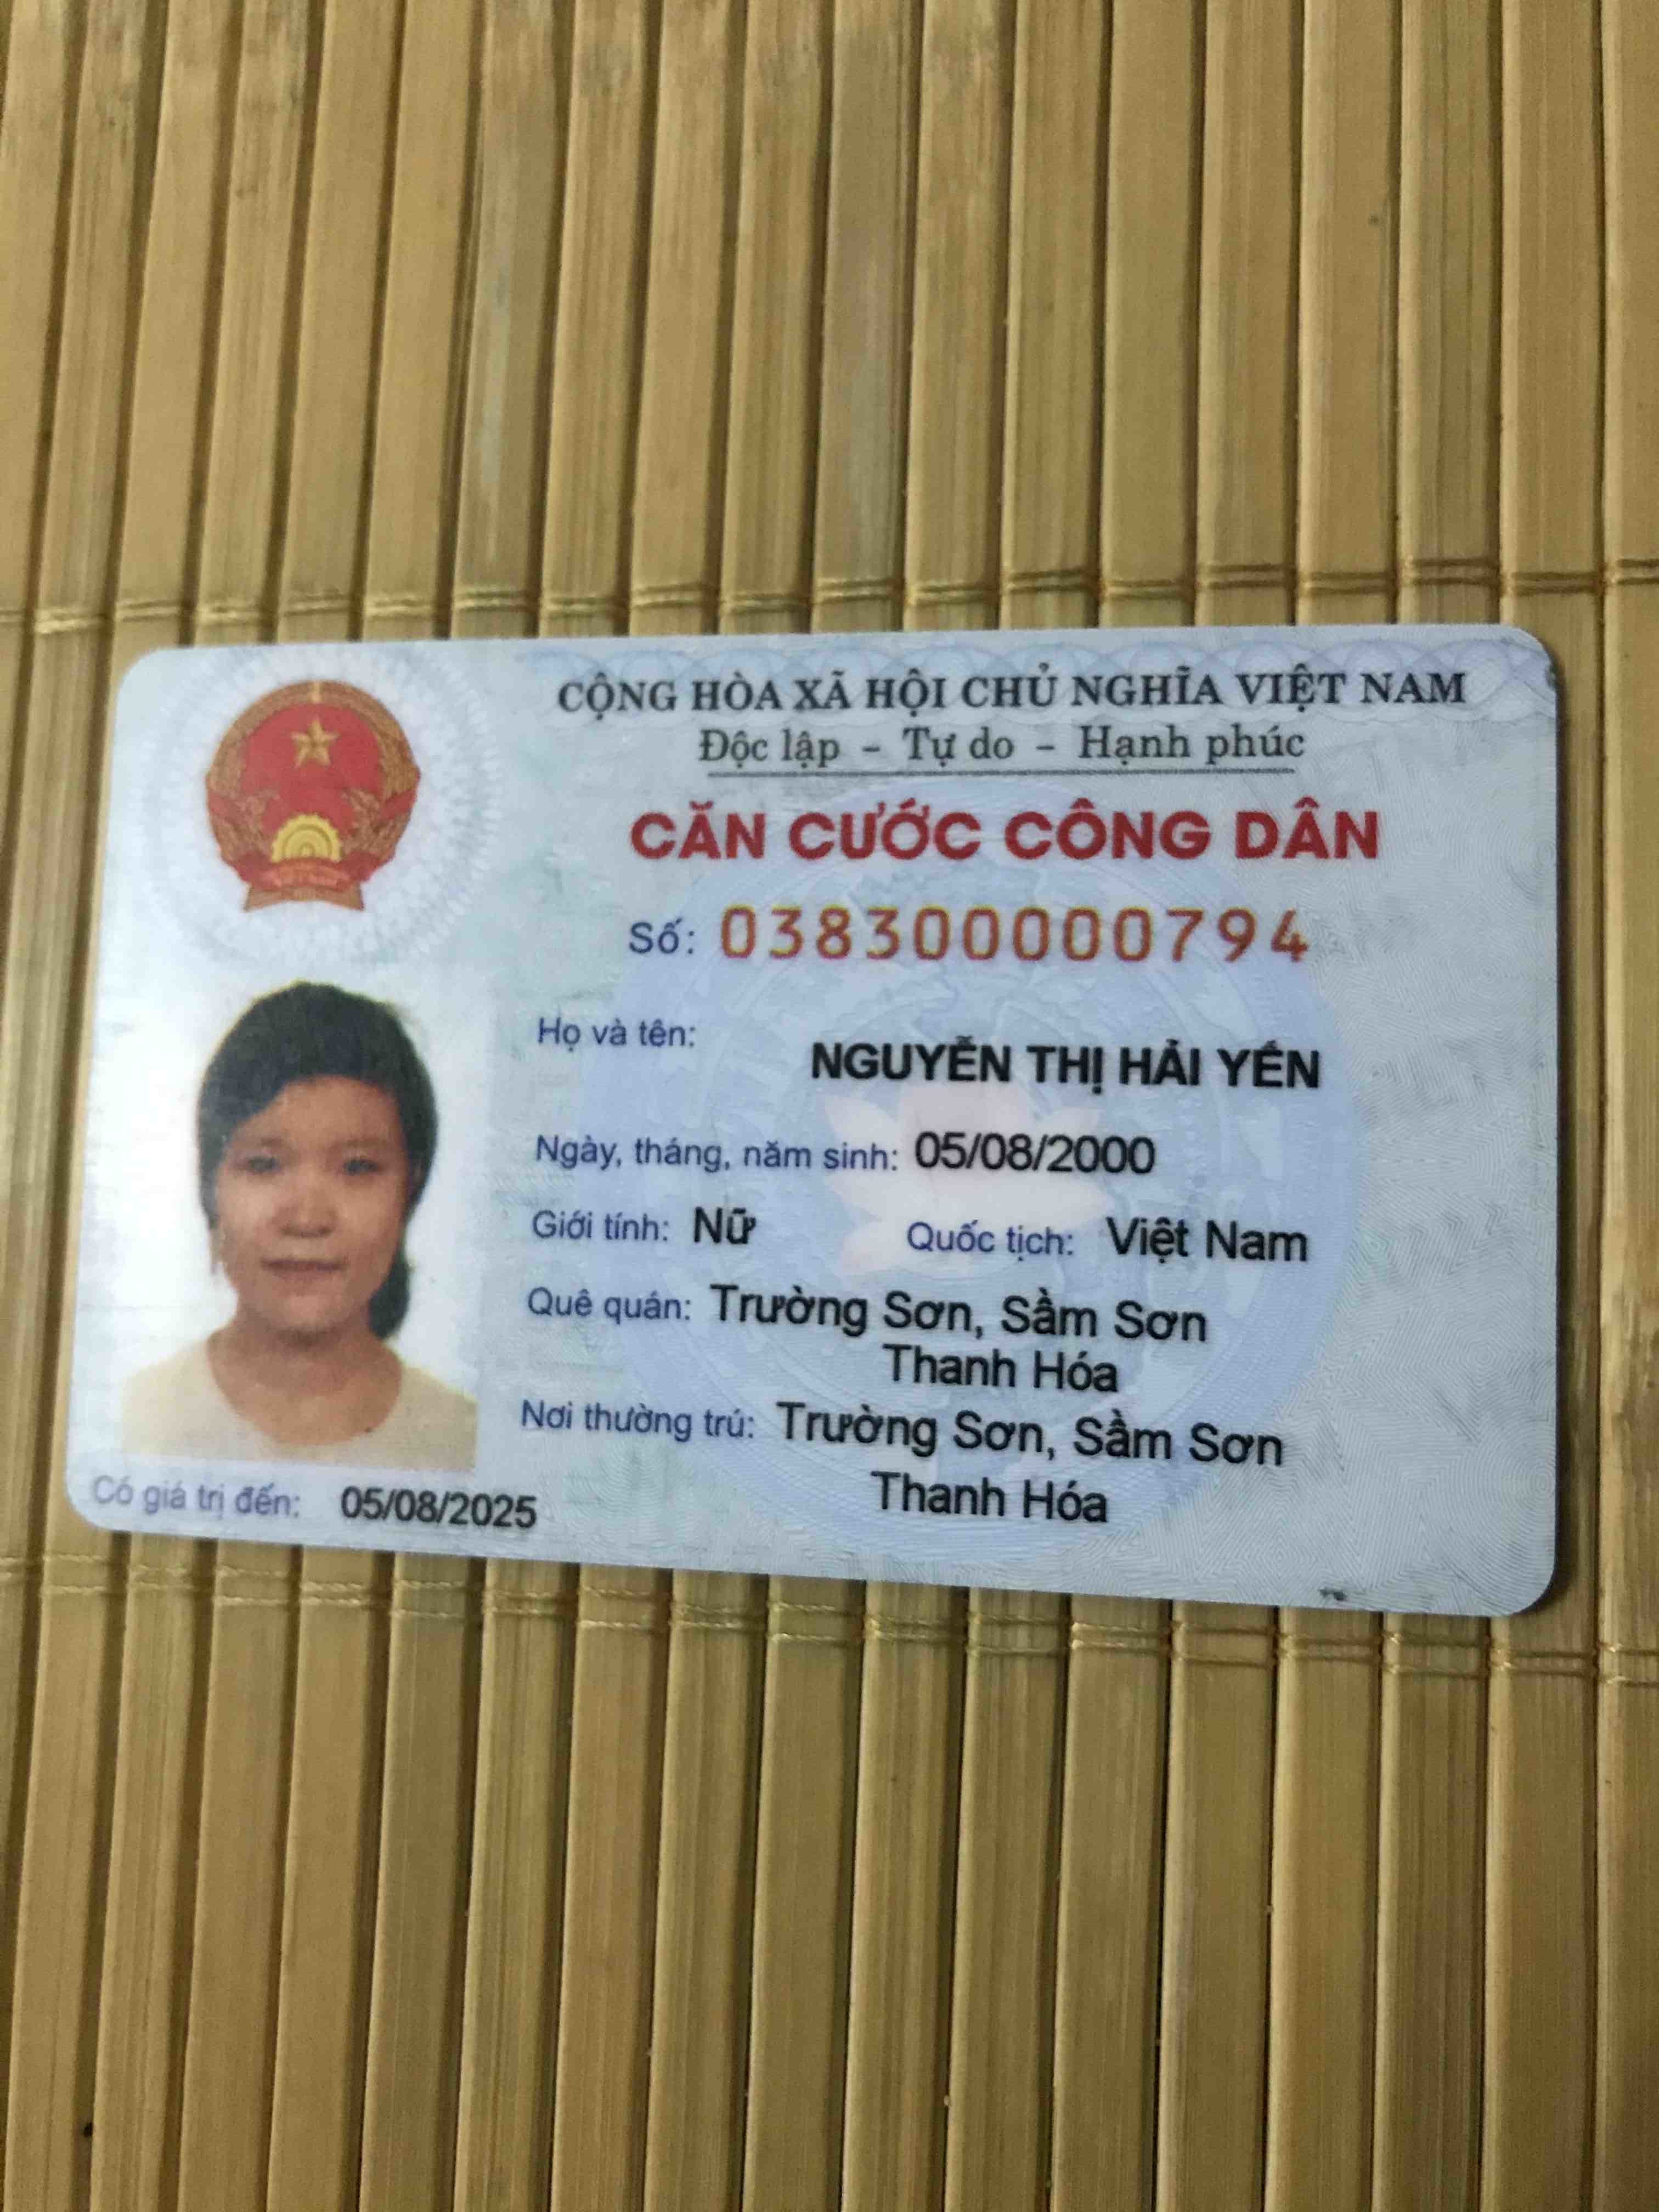 CỘNG HÒA XÃ HỘI CHỦ NGHĨA VIỆT NAM
Độc lập - Tự do - Hạnh phúc
CĂN CƯỚC CÔNG DÂN
Số: 038300000794
Họ và tên: NGUYỄN THỊ HẢI YẾN
Ngày, tháng, năm sinh: 05/08/2000
Giới tính: Nữ Quốc tịch: Việt Nam
Quê quán: Trường Sơn, Sầm Sơn
Thanh Hóa
Nơi thường trú: Trường Sơn, Sầm Sơn
Thanh Hóa
Có giá trị đến: 05/08/2025